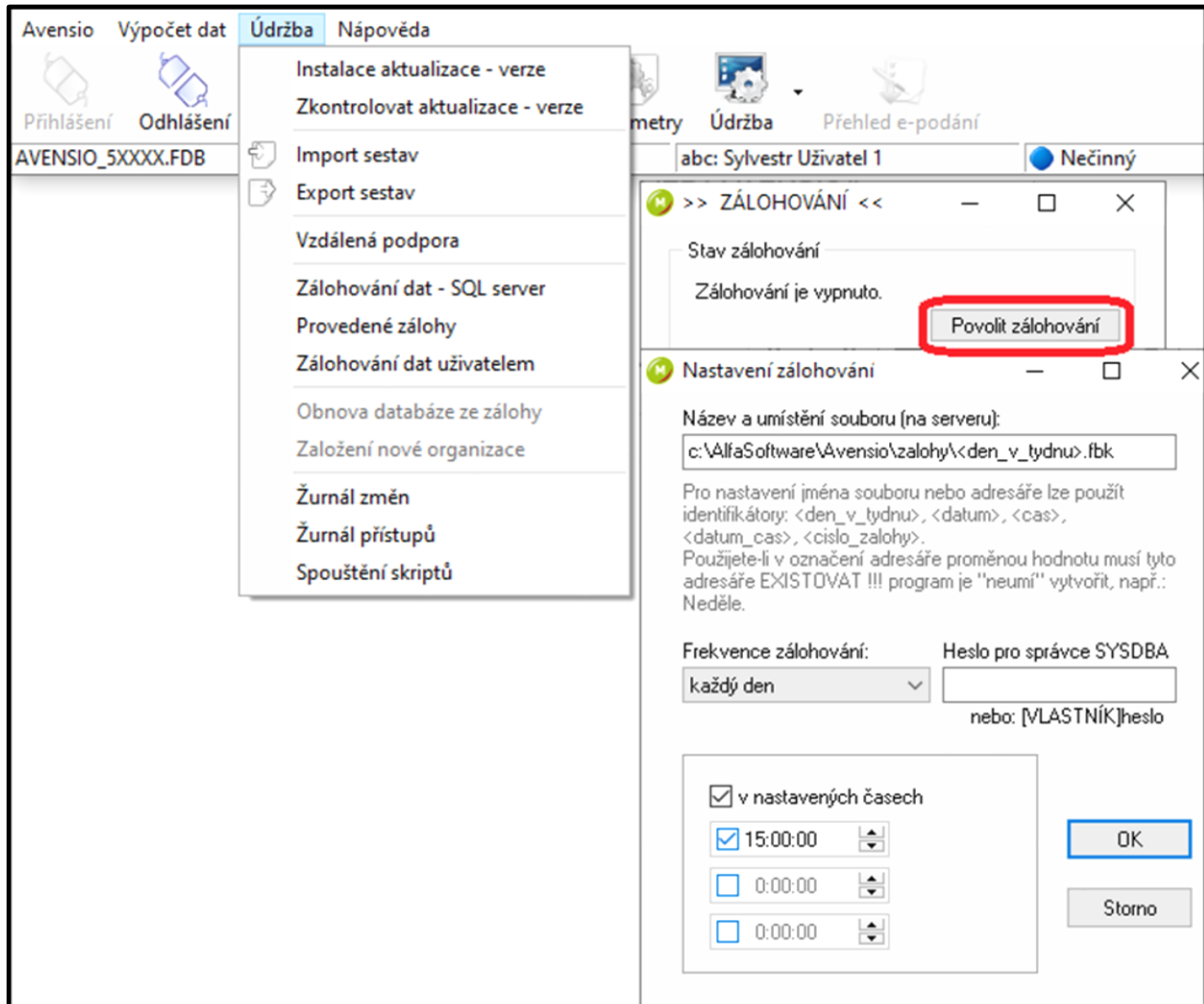 Avensio Výpočet dat Údržba Nápověda
Přihlášení Odhlášení metry Údržba Přehled e-podání
AVENSIO_5XXXX.FDB abc: Sylvestr Uživatel 1 Nečinný
Instalace aktualizace - verze
Zkontrolovat aktualizace - verze
Import sestav
Export sestav
Vzdálená podpora
Zálohování dat - SQL server
Provedené zálohy
Zálohování dat uživatelem
Obnova databáze ze zálohy
Založení nové organizace
Žurnál změn
Žurnál přístupů
Spouštění skriptů
>> ZÁLOHOVÁNÍ <<
Stav zálohování
Zálohování je vypnuto.
Povolit zálohování
Nastavení zálohování
Název a umístění souboru (na serveru):
c:\AlfaSoftware\Avensio\zalohy\<den_v_tydnu>.fbk
Pro nastavení jména souboru nebo adresáře lze použít
identifikátory: <den_v_tydnu>, <datum>, <cas>,
<datum_cas>, <cislo_zalohy>.
Použijete-li v označení adresáře proměnou hodnotu musí tyto
adresáře EXISTOVAT !!! program je "neumí" vytvořit, např.:
Neděle.
Frekvence zálohování: Heslo pro správce SYSDBA
každý den
nebo: [VLASTNÍK]heslo
v nastavených časech
15:00:00
OK
0:00:00
Storno
0:00:00